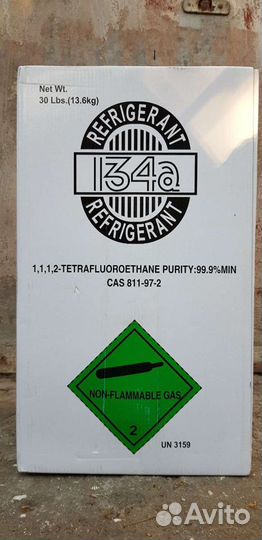 Net Wt.
30 Lbs.(13.6kg)
REFRIGERANT
134a
REFRIGERANT
1,1,1,2-TETRAFLUOROETHANE PURITY:99.9%MIN
CAS 811-97-2
NON-FLAMMABLE GAS
2
UN 3159
Avito